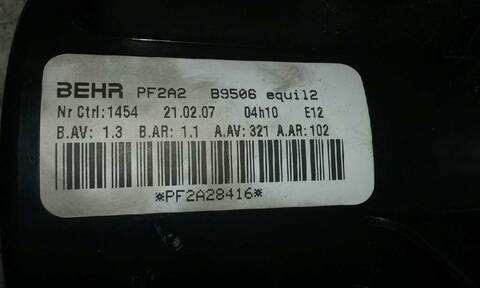 BEHR PF2A2 B9506 equil2
Nr Ctrl:1454 21.02.07 04h10 E12
B.AV: 1.3 B.AR: 1.1 A.AV: 321 A.AR: 102
*PF2A28416*